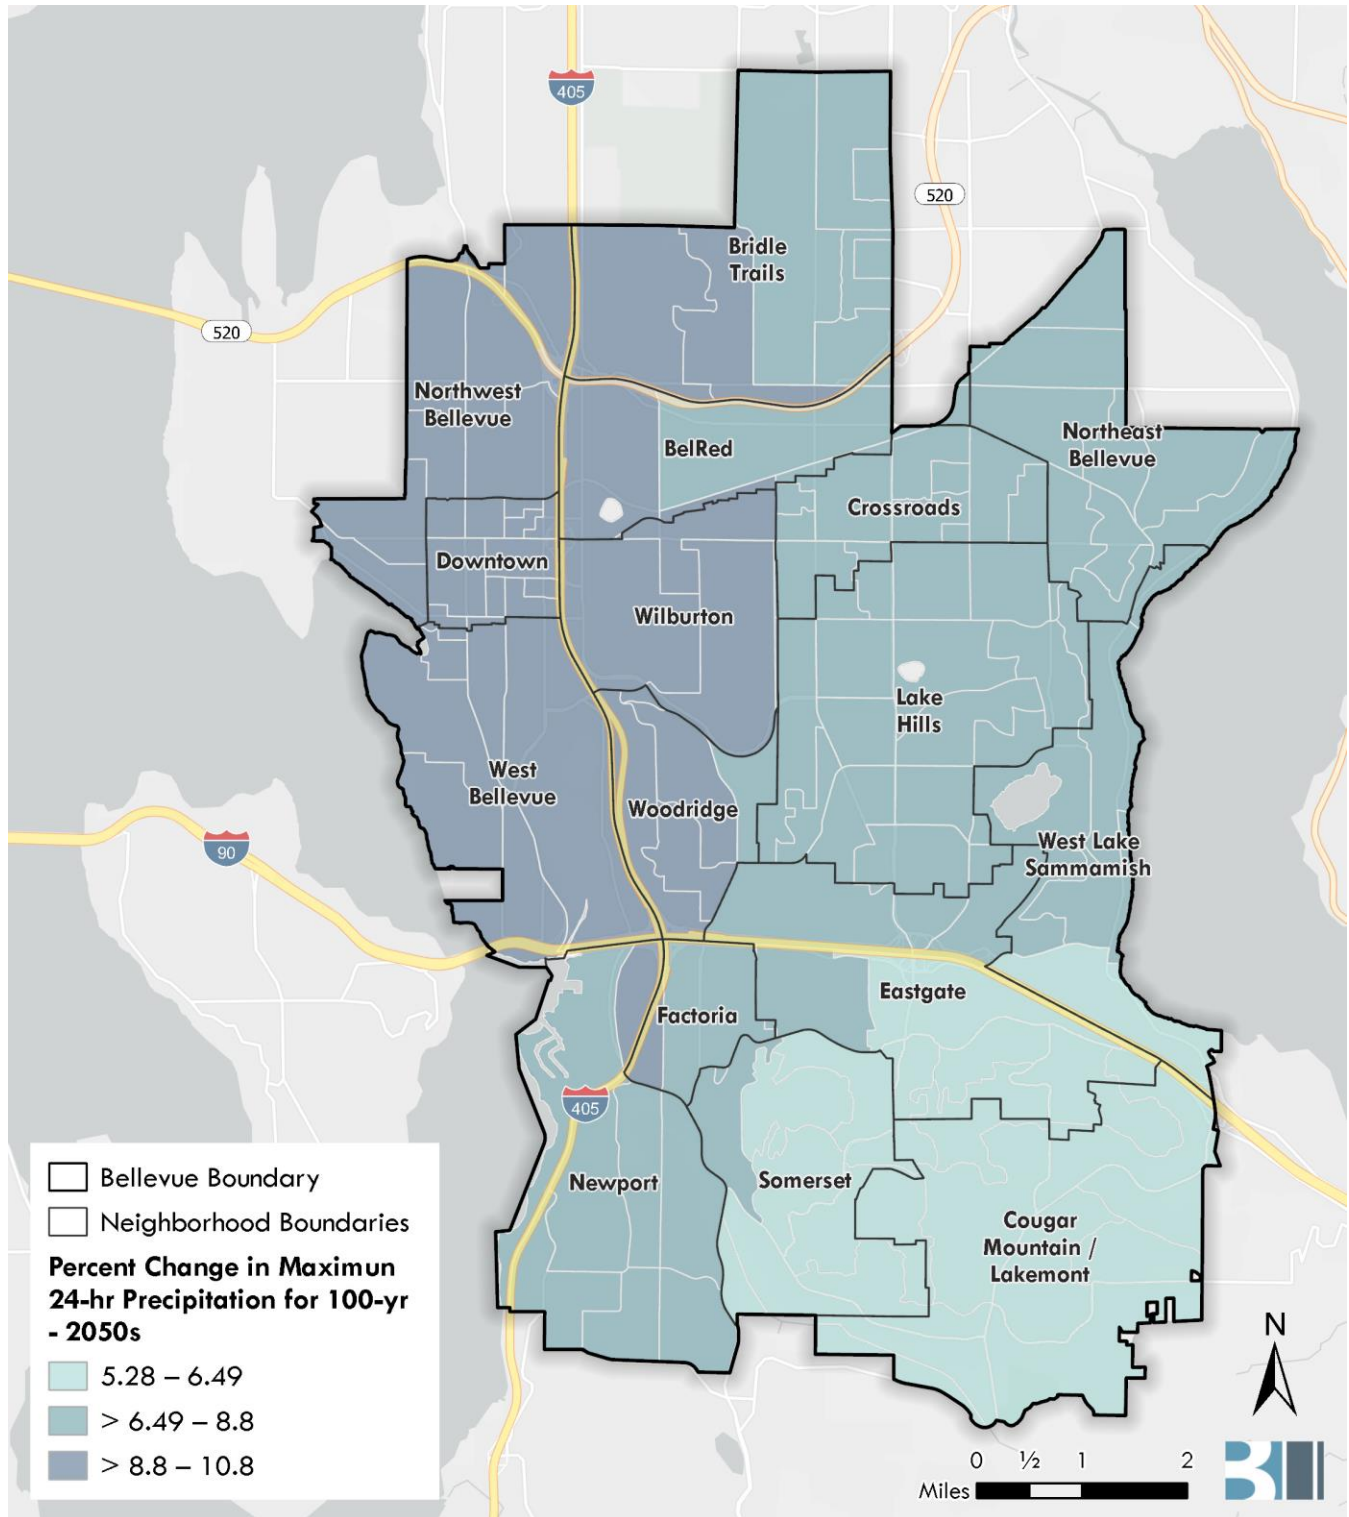 405
520
Bridle
Trails
520
Northwest
Bellevue
Northeast
Bellevue
BelRed
Crossroads
Downtown
Wilburton
Lake
Hills
West
Bellevue
Woodridge
90
West Lake
Sammamish
Eastgate
Factoria
405
Newport
Somerset
Cougar
Mountain /
Lakemont
Bellevue Boundary
Neighborhood Boundaries
Percent Change in Maximun
24-hr Precipitation for 100-yr
- 2050s
5.28 – 6.49
> 6.49 – 8.8
> 8.8 – 10.8
N
0 ½ 1 2
Miles